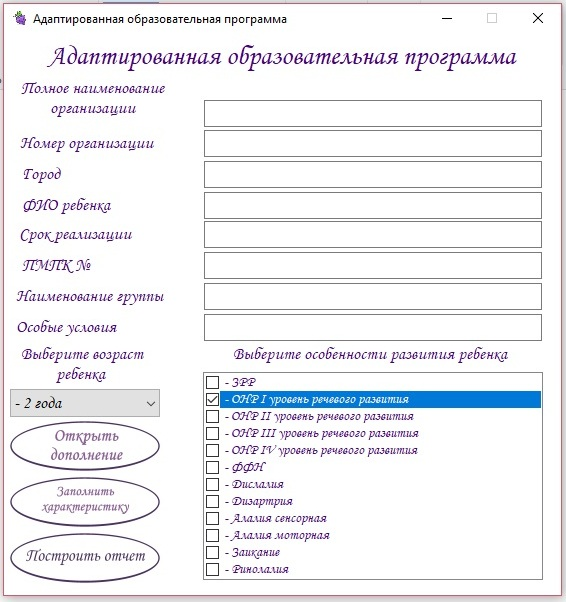 Адаптированная образовательная программа
Адаптированная образовательная программа
Полное наименование
организации
Номер организации
Город
ФИО ребенка
Срок реализации
ПМПК №
Наименование группы
Особые условия
Выберите возраст
ребенка
- 2 года
Открыть
дополнение
Заполнить
характеристику
Построить отчет
Выберите особенности развития ребенка
- ЗРР
- ОНР I уровень речевого развития
- ОНР II уровень речевого развития
- ОНР III уровень речевого развития
- ОНР IV уровень речевого развития
- ФФН
- Дислалия
- Дизартрия
- Алалия сенсорная
- Алалия моторная
- Заикание
- Ринолалия